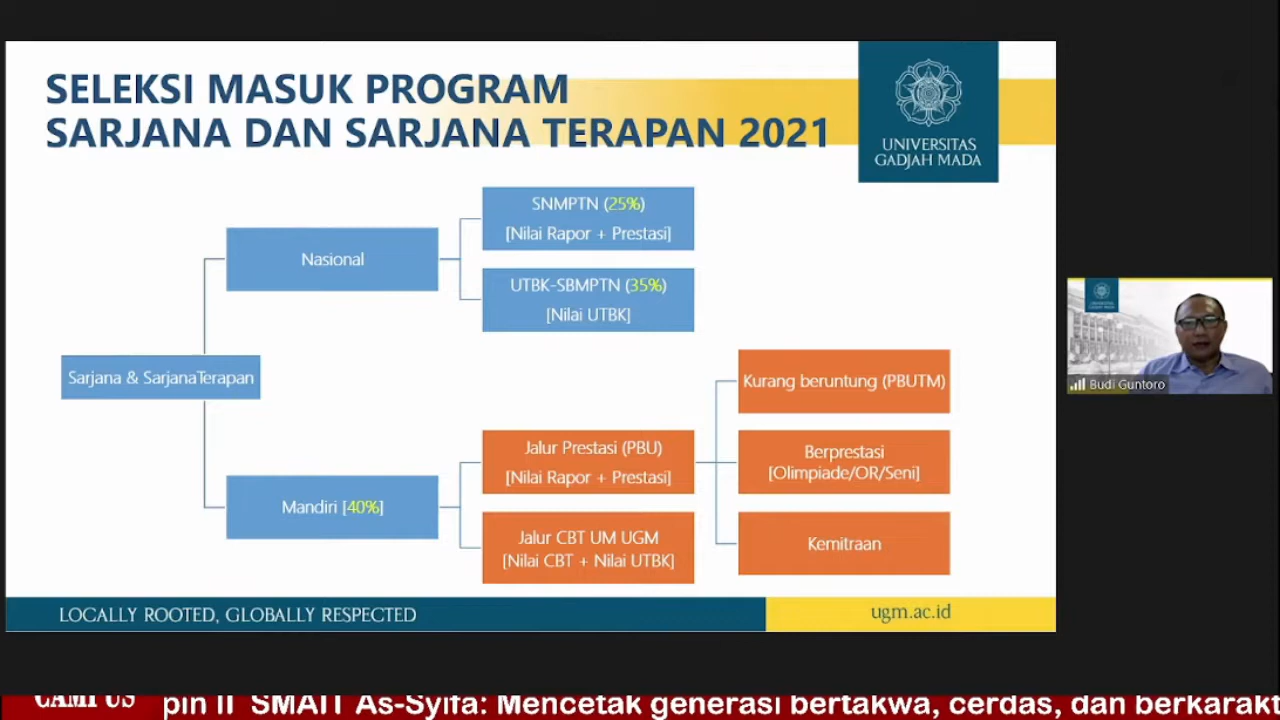 SELEKSI MASUK PROGRAM
SARJANA DAN SARJANA TERAPAN 2021
UNIVERSITAS
GADJAH MADA
SNMPTN (25%)
[Nilai Rapor + Prestasi]
Nasional
UTBK-SBMPTN (35%)
[Nilai UTBK]
Sarjana & SarjanaTerapan
Kurang beruntung (PBUTM)
Jalur Prestasi (PBU)
[Nilai Rapor + Prestasi]
Berprestasi
[Olimpiade/OR/Seni]
Mandiri [40%]
Jalur CBT UM UGM
[Nilai CBT + Nilai UTBK]
Kemitraan
LOCALLY ROOTED, GLOBALLY RESPECTED
ugm.ac.id
Budi Guntoro
CAMPUS
pin II SMAIT As-Syifa: Mencetak generasi bertakwa, cerdas, dan berkarakt